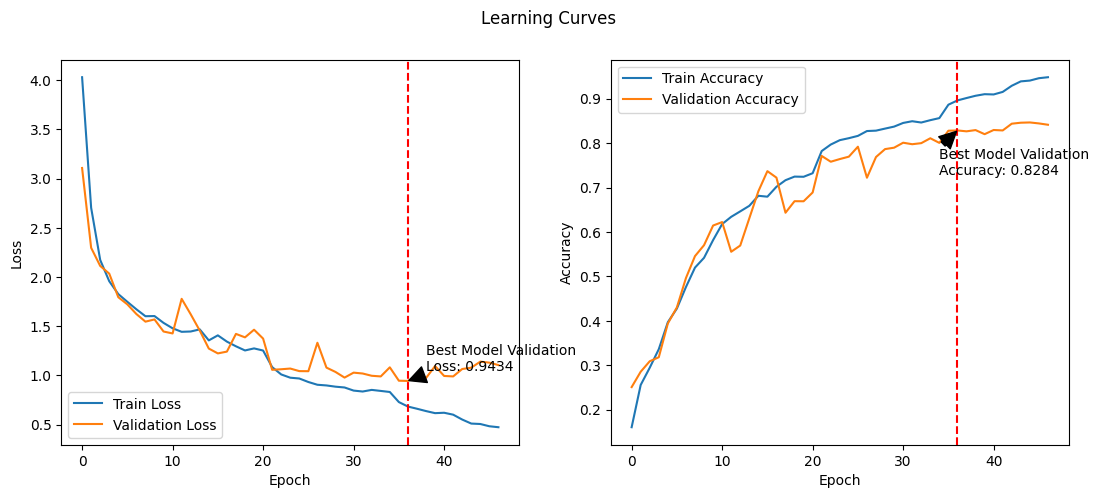 Learning Curves
Loss
4.0
3.5
3.0
2.5
2.0
1.5
1.0
0.5
Best Model Validation
Loss: 0.9434
Train Loss
Validation Loss
0 10 20 30 40
Epoch
Accuracy
0.9
0.8
0.7
0.6
0.5
0.4
0.3
0.2
Train Accuracy
Validation Accuracy
Best Model Validation
Accuracy: 0.8284
0 10 20 30 40
Epoch